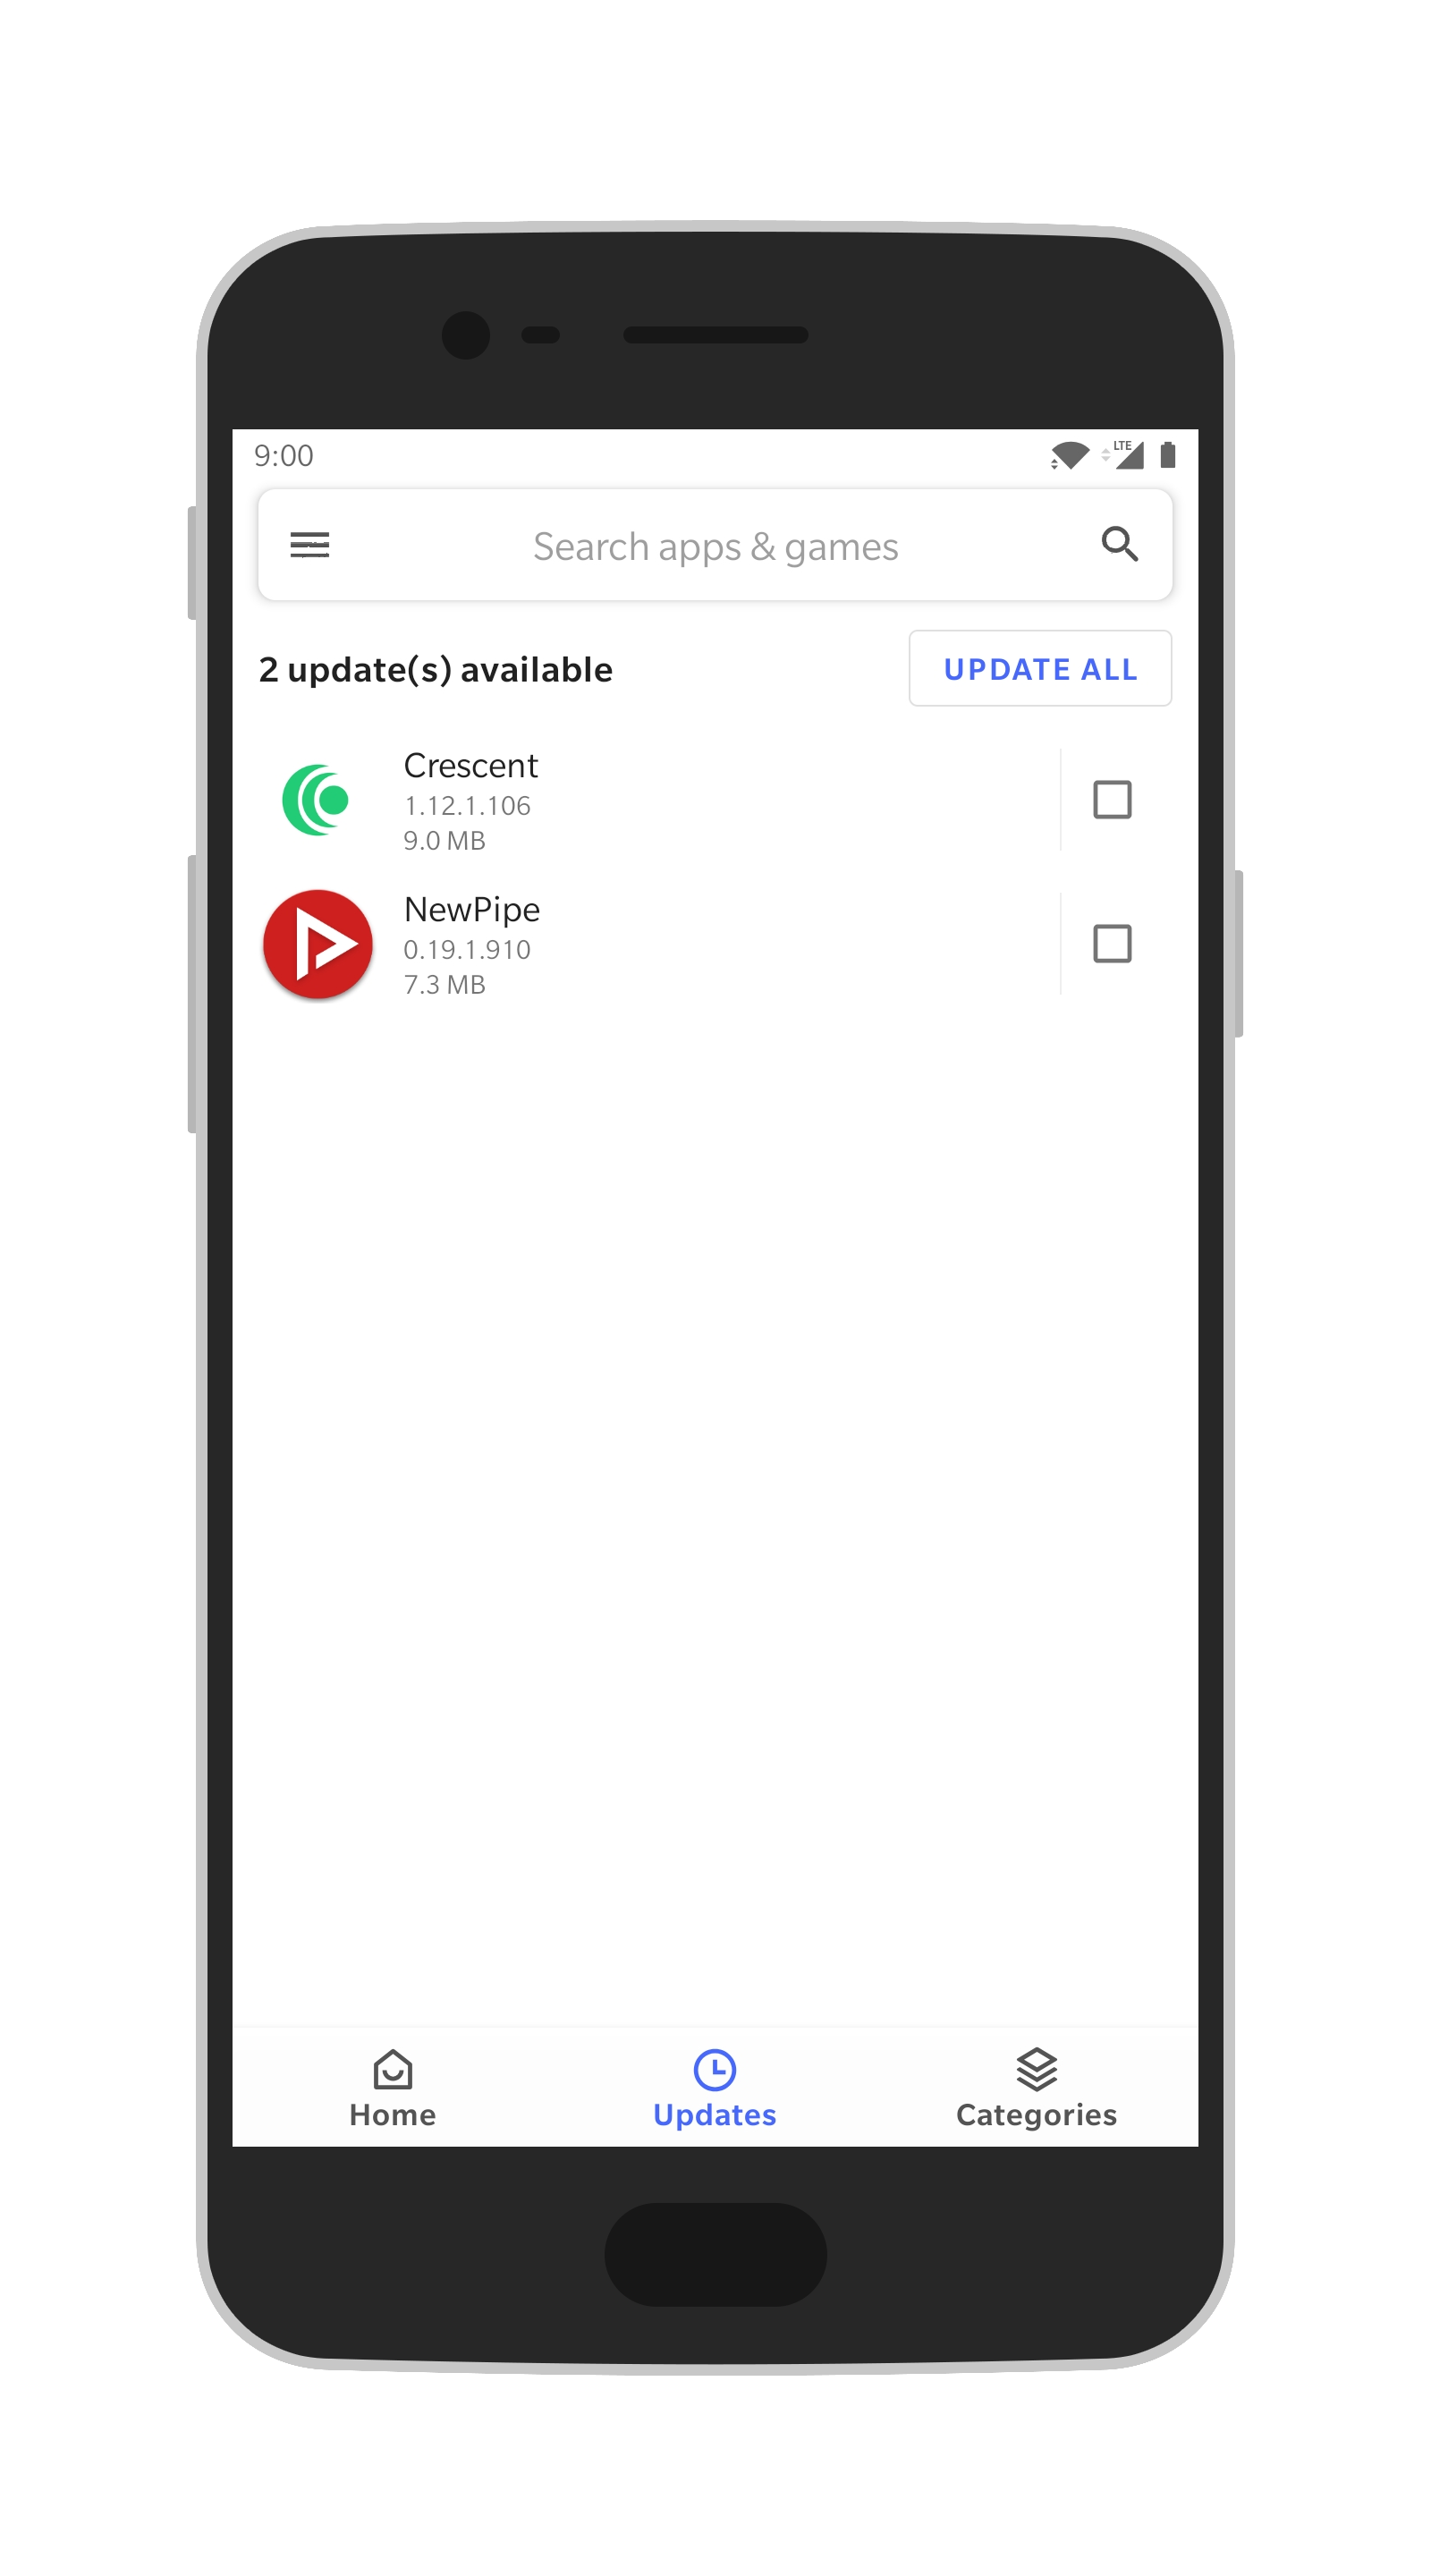 9:00
LTE
Search apps & games
2 update(s) available
UPDATE ALL
Crescent
1.12.1.106
9.0 MB
NewPipe
0.19.1.910
7.3 MB
Home
Updates
Categories